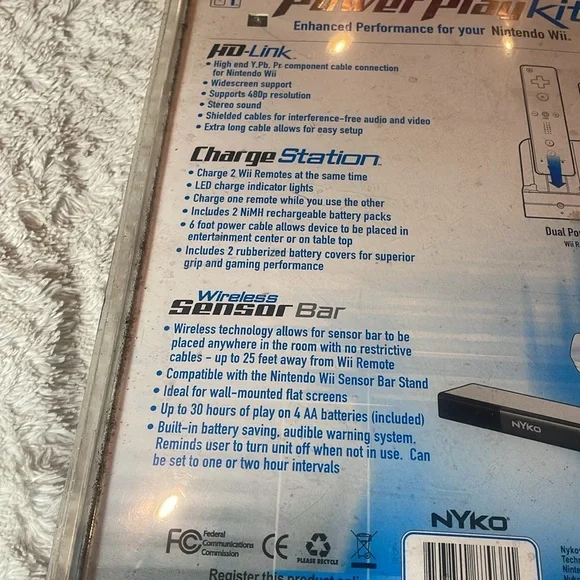 PowerPlay Kit
Enhanced Performance for your Nintendo Wii™
HD-Link™
• High end Y,Pb, Pr component cable connection
for Nintendo Wii
• Widescreen support
• Supports 480p resolution
• Stereo sound
• Shielded cables for interference-free audio and video
• Extra long cable allows for easy setup
Charge Station™
• Charge 2 Wii Remotes at the same time
• LED charge indicator lights
• Charge one remote while you use the other
• Includes 2 NiMH rechargeable battery packs
• 6 foot power cable allows device to be placed in
entertainment center or on table top
• Includes 2 rubberized battery covers for superior
grip and gaming performance
Dual Po
Wii R
Wireless
Sensor Bar
• Wireless technology allows for sensor bar to be
placed anywhere in the room with no restrictive
cables – up to 25 feet away from Wii Remote
• Compatible with the Nintendo Wii Sensor Bar Stand
• Ideal for wall-mounted flat screens
• Up to 30 hours of play on 4 AA batteries (included)
• Built-in battery saving, audible warning system.
Reminds user to turn unit off when not in use. Can
be set to one or two hour intervals
NYKO
NYKO®
FC Federal
Communications
Commission
CE
PLEASE RECYCLE
Nyko
Techn
Ninte
Register this product onli